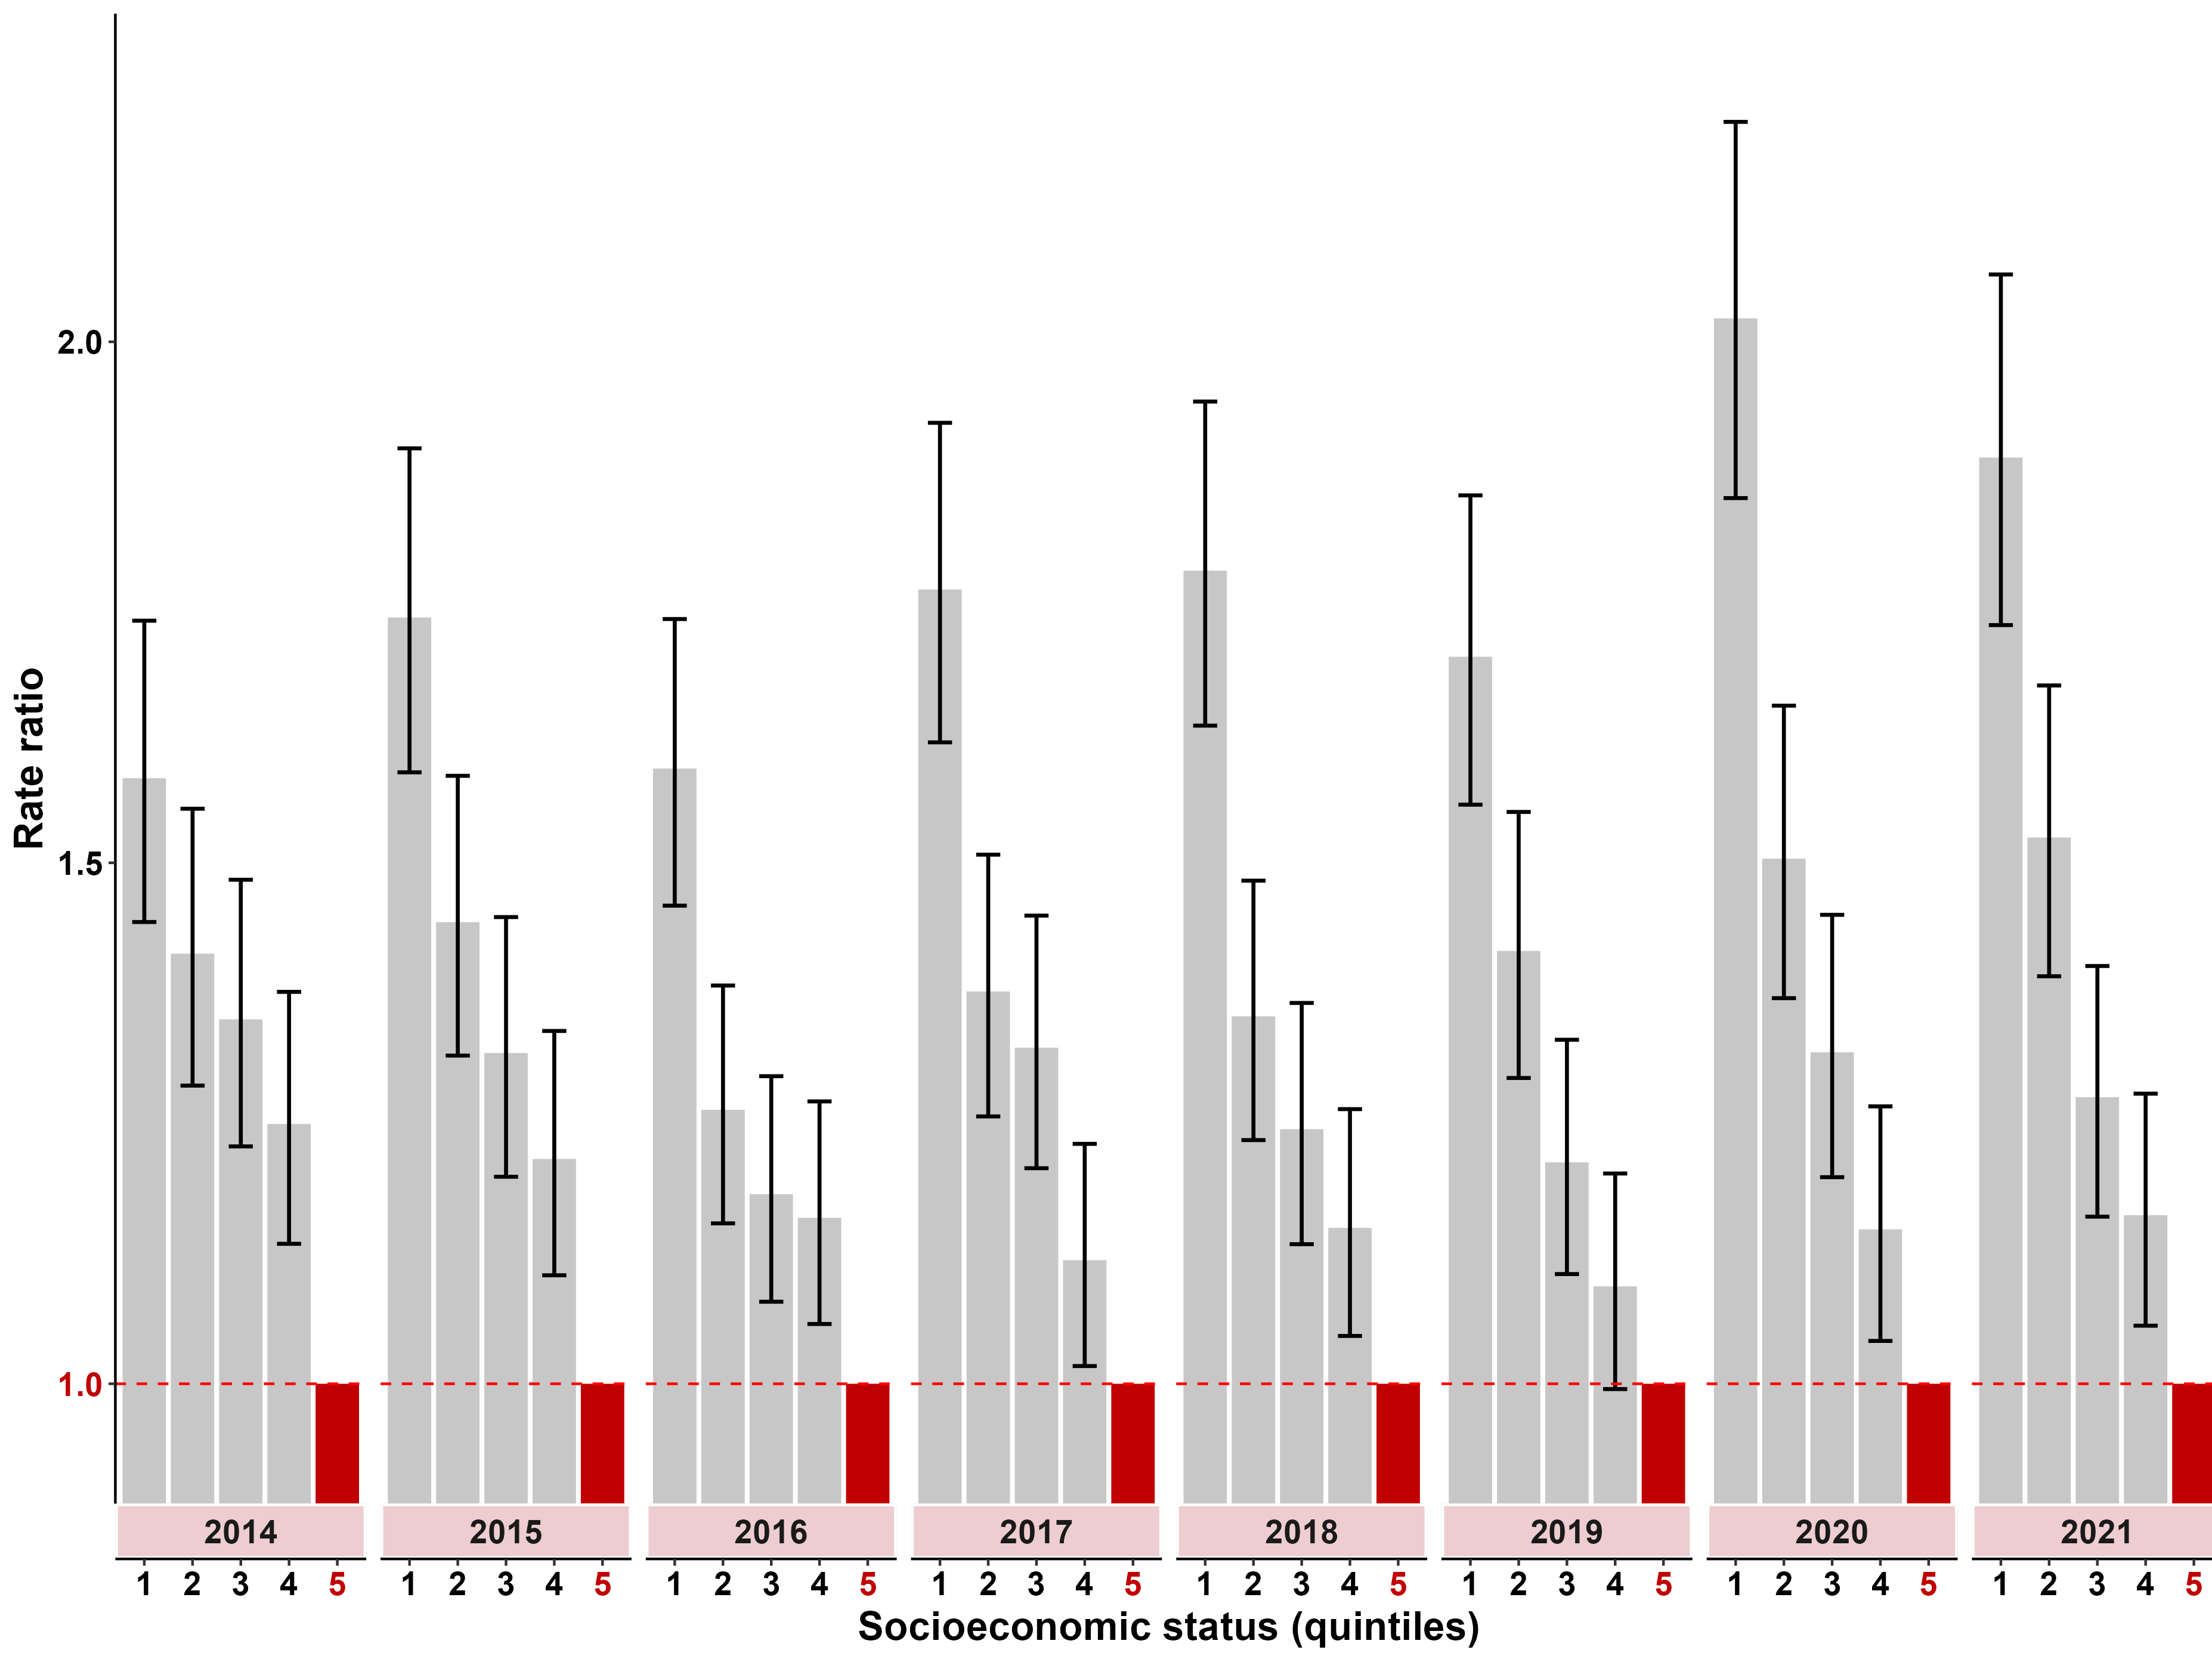 Rate ratio
2.0
1.5
1.0
2014 2015 2016 2017 2018 2019 2020 2021
1 2 3 4 5 1 2 3 4 5 1 2 3 4 5 1 2 3 4 5 1 2 3 4 5 1 2 3 4 5 1 2 3 4 5 1 2 3 4 5
Socioeconomic status (quintiles)